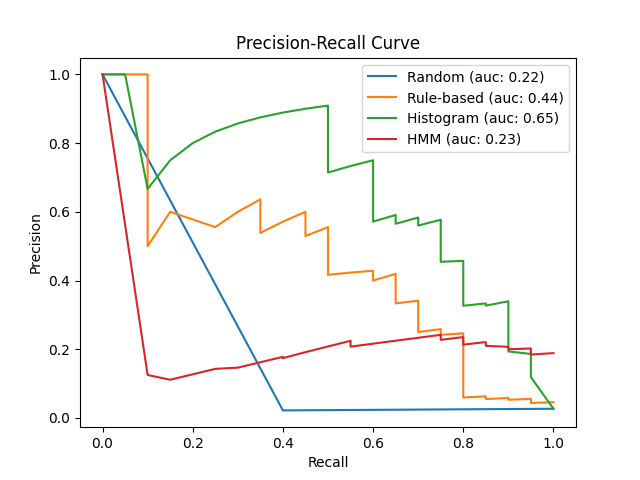 Precision-Recall Curve
Random (auc: 0.22)
Rule-based (auc: 0.44)
Histogram (auc: 0.65)
HMM (auc: 0.23)
Precision
1.0
0.8
0.6
0.4
0.2
0.0
0.0 0.2 0.4 0.6 0.8 1.0
Recall